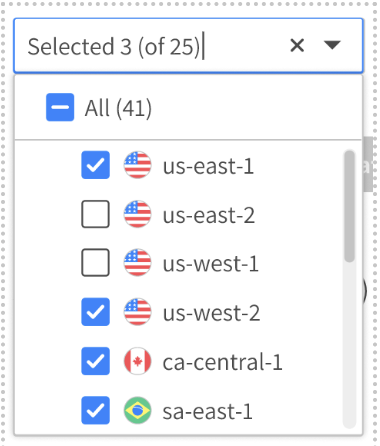 Selected 3 (of 25)
All (41)
us-east-1
us-east-2
us-west-1
us-west-2
ca-central-1
sa-east-1